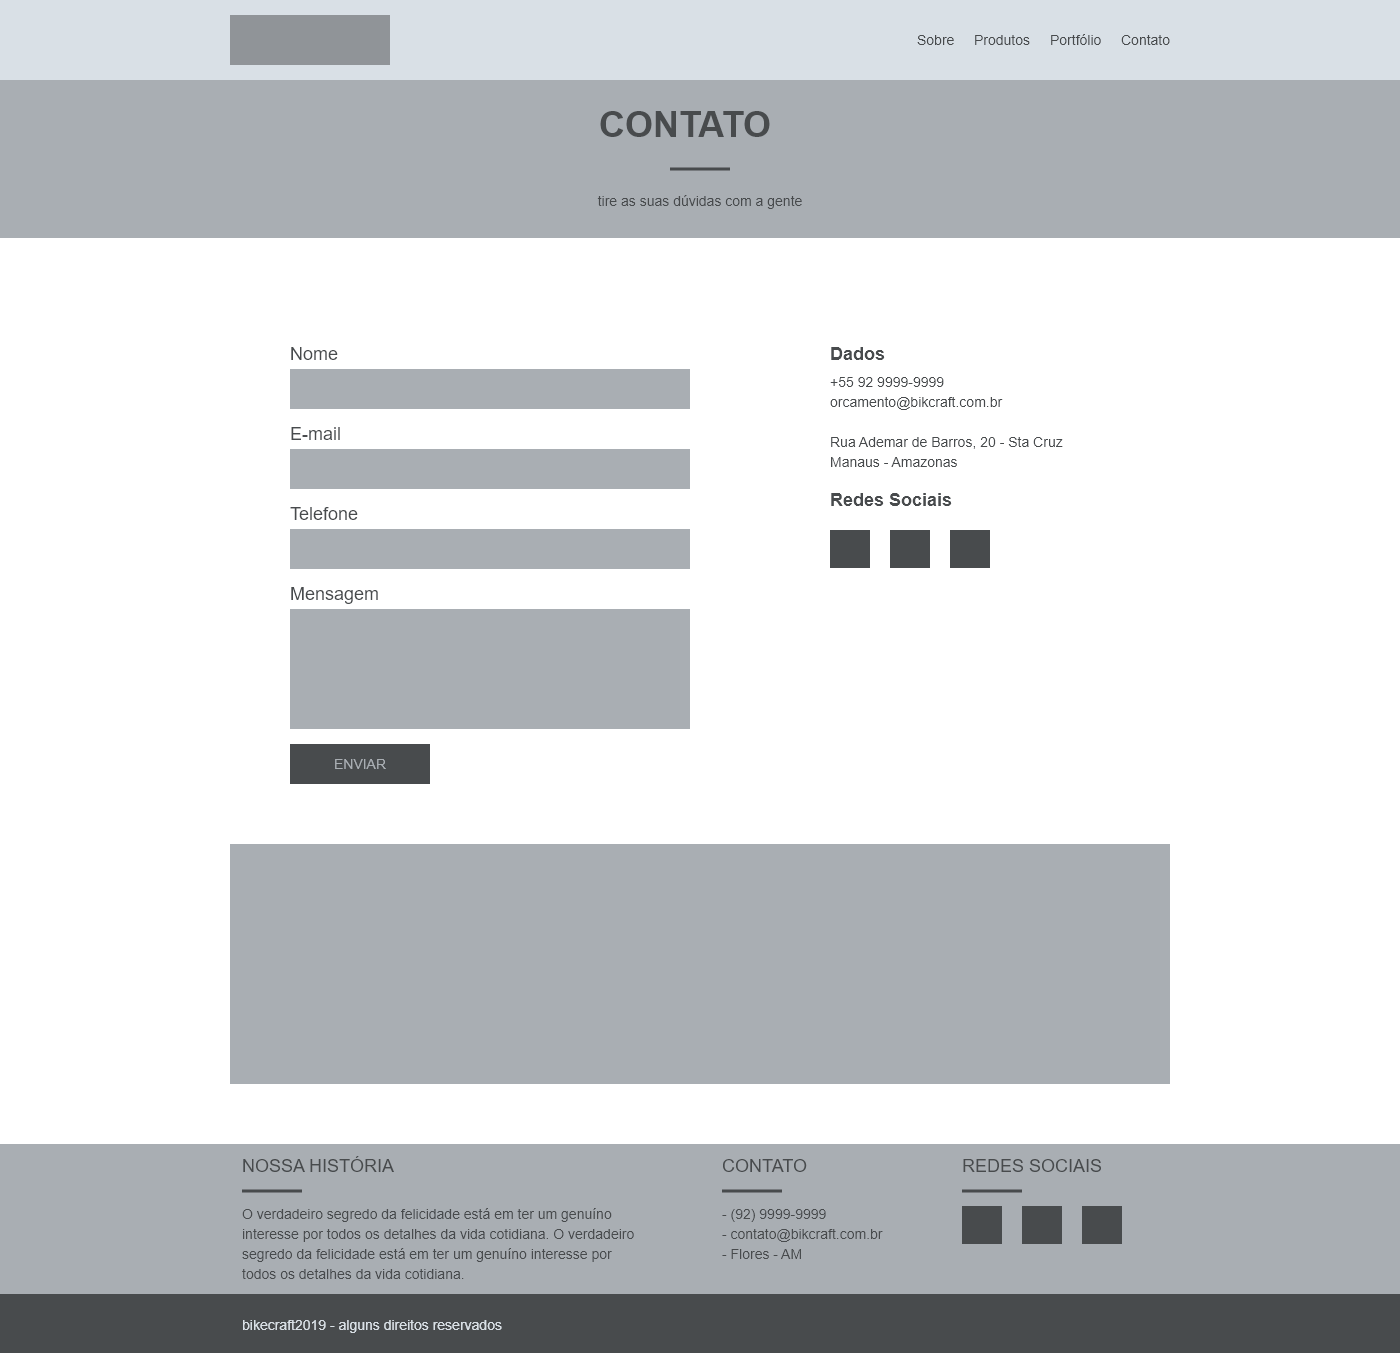 Sobre Produtos Portfólio Contato
CONTATO
tire as suas dúvidas com a gente
Nome
E-mail
Telefone
Mensagem
ENVIAR
Dados
+55 92 9999-9999
orcamento@bikcraft.com.br
Rua Ademar de Barros, 20 - Sta Cruz
Manaus - Amazonas
Redes Sociais
NOSSA HISTÓRIA
O verdadeiro segredo da felicidade está em ter um genuíno
interesse por todos os detalhes da vida cotidiana. O verdadeiro
segredo da felicidade está em ter um genuíno interesse por
todos os detalhes da vida cotidiana.
CONTATO
- (92) 9999-9999
- contato@bikcraft.com.br
- Flores - AM
REDES SOCIAIS
bikecraft2019 - alguns direitos reservados